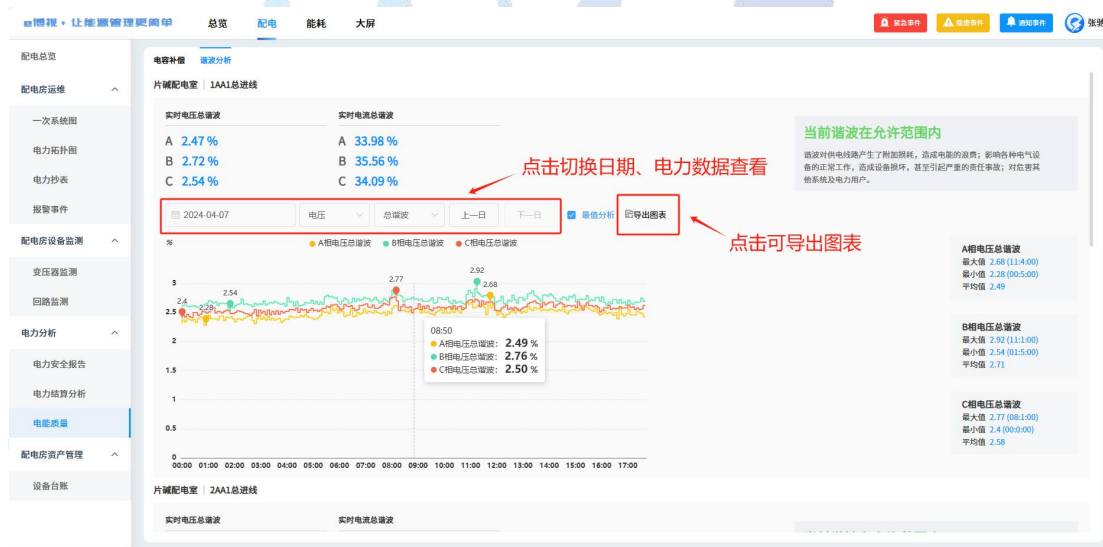 e博视·让能源管理更简单
总览 配电 能耗 大屏
紧急事件 隐患事件 通知事件
配电总览
配电房运维
一次系统图
电力拓扑图
电力抄表
报警事件
配电房设备监测
变压器监测
回路监测
电力分析
电力安全报告
电力结算分析
电能质量
配电房资产管理
设备台账
电容补偿 谐波分析
片碱配电室 1AA1总进线
实时电压总谐波 实时电流总谐波
A 2.47 % A 33.98 %
B 2.72 % B 35.56 %
C 2.54 % C 34.09 %
当前谐波在允许范围内
谐波对供电线路产生了附加损耗，造成电能的浪费；影响各种电气设
备的正常工作，造成设备损坏，甚至引起严重的责任事故；对危害其
他系统及电力用户。
点击切换日期、电力数据查看
2024-04-07 电压 总谐波 上一日 下一日 最值分析 导出图表
点击可导出图表
% A相电压总谐波 B相电压总谐波 C相电压总谐波
3
2.5
2
1.5
1
0.5
0
2.4 2.28 2.54 2.77 2.92 2.68
08:50
A相电压总谐波： 2.49 %
B相电压总谐波： 2.76 %
C相电压总谐波： 2.50 %
00:00 01:00 02:00 03:00 04:00 05:00 06:00 07:00 08:00 09:00 10:00 11:00 12:00 13:00 14:00 15:00 16:00 17:00
A相电压总谐波
最大值 2.68 (11:4:00)
最小值 2.28 (00:5:00)
平均值 2.49
B相电压总谐波
最大值 2.92 (11:1:00)
最小值 2.54 (01:5:00)
平均值 2.71
C相电压总谐波
最大值 2.77 (08:1:00)
最小值 2.4 (00:0:00)
平均值 2.58
片碱配电室 2AA1总进线
实时电压总谐波 实时电流总谐波